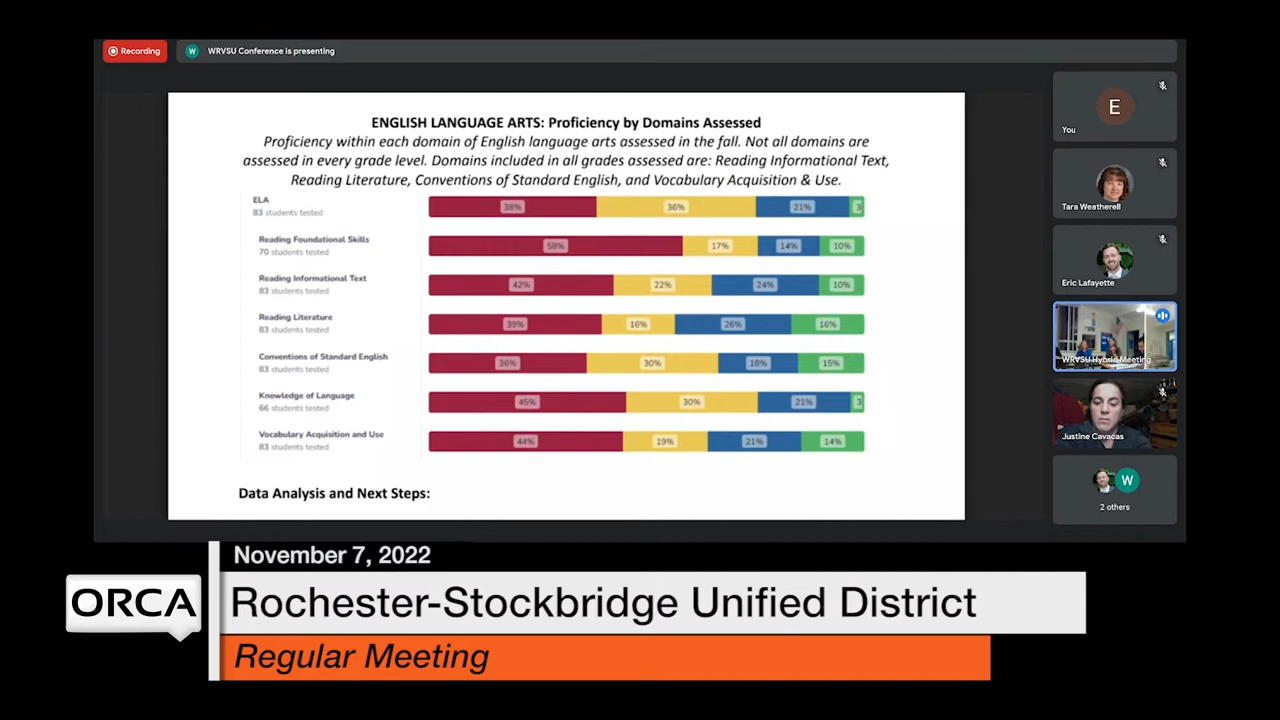 Recording
W WRVSU Conference is presenting
ENGLISH LANGUAGE ARTS: Proficiency by Domains Assessed
Proficiency within each domain of English language arts assessed in the fall. Not all domains are
assessed in every grade level. Domains included in all grades assessed are: Reading Informational Text,
Reading Literature, Conventions of Standard English, and Vocabulary Acquisition & Use.
ELA
83 students tested
38% 36% 21% 3
Reading Foundational Skills
70 students tested
58% 17% 14% 10%
Reading Informational Text
83 students tested
42% 22% 24% 10%
Reading Literature
83 students tested
39% 16% 26% 16%
Conventions of Standard English
83 students tested
36% 30% 18% 15%
Knowledge of Language
66 students tested
45% 30% 21% 3
Vocabulary Acquisition and Use
83 students tested
44% 19% 21% 14%
Data Analysis and Next Steps:
E
You
Tara Weatherell
Eric Lafayette
WRVSU Hybrid Meeting
Justine Cavacas
W
2 others
November 7, 2022
ORCA
Rochester-Stockbridge Unified District
Regular Meeting